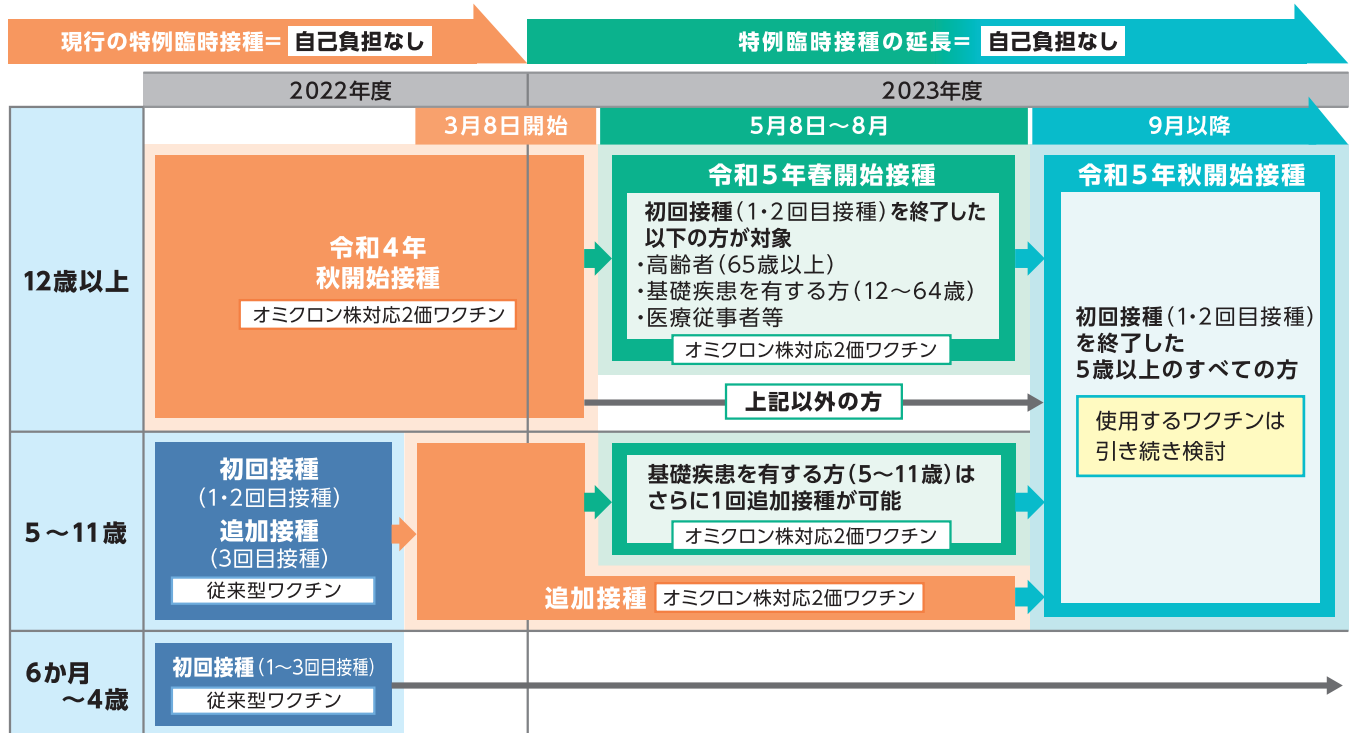 現行の特例臨時接種= 自己負担なし
特例臨時接種の延長= 自己負担なし
2022年度
2023年度
3月8日開始
5月8日～8月
9月以降
12歳以上
令和4年
秋開始接種
オミクロン株対応2価ワクチン
令和5年春開始接種
初回接種(1・2回目接種)を終了した
以下の方が対象
・高齢者(65歳以上)
・基礎疾患を有する方(12～64歳)
・医療従事者等
オミクロン株対応2価ワクチン
上記以外の方
令和5年秋開始接種
初回接種(1・2回目接種)
を終了した
5歳以上のすべての方
使用するワクチンは
引き続き検討
5～11歳
初回接種
(1・2回目接種)
追加接種
(3回目接種)
従来型ワクチン
基礎疾患を有する方(5～11歳)は
さらに1回追加接種が可能
オミクロン株対応2価ワクチン
追加接種 オミクロン株対応2価ワクチン
6か月
～4歳
初回接種(1～3回目接種)
従来型ワクチン